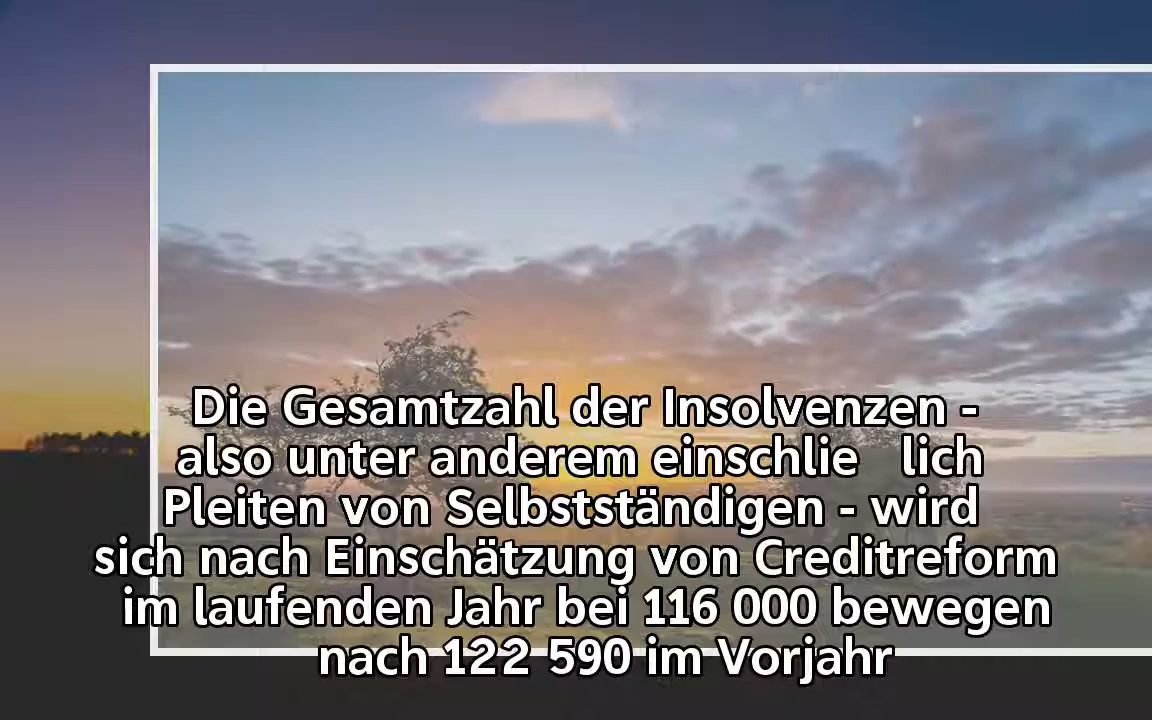 Die Gesamtzahl der Insolvenzen -
also unter anderem einschlie lich
Pleiten von Selbstständigen - wird
sich nach Einschätzung von Creditreform
im laufenden Jahr bei 116 000 bewegen
nach 122 590 im Vorjahr